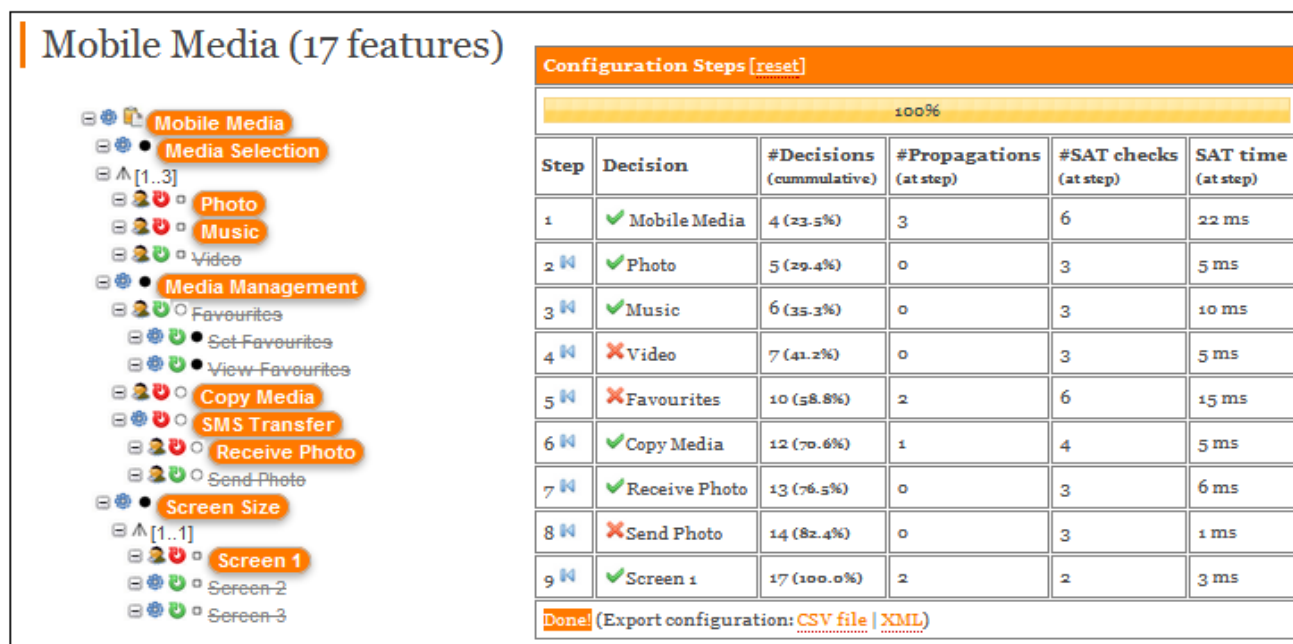 Mobile Media (17 features)
Mobile Media
Media Selection
[1..3]
Photo
Music
Video
Media Management
Favourites
Set Favourites
View Favourites
Copy Media
SMS Transfer
Receive Photo
Send Photo
Screen Size
[1..1]
Screen 1
Screen 2
Screen 3
Configuration Steps [reset]
100%
Step Decision #Decisions (cummulative) #Propagations (at step) #SAT checks (at step) SAT time (at step)
1 Mobile Media 4 (23.5%) 3 6 22 ms
2 Photo 5 (29.4%) 0 3 5 ms
3 Music 6 (35.3%) 0 3 10 ms
4 Video 7 (41.2%) 0 3 5 ms
5 Favourites 10 (58.8%) 2 6 15 ms
6 Copy Media 12 (70.6%) 1 4 5 ms
7 Receive Photo 13 (76.5%) 0 3 6 ms
8 Send Photo 14 (82.4%) 0 3 1 ms
9 Screen 1 17 (100.0%) 2 2 3 ms
Done! (Export configuration: CSV file | XML)